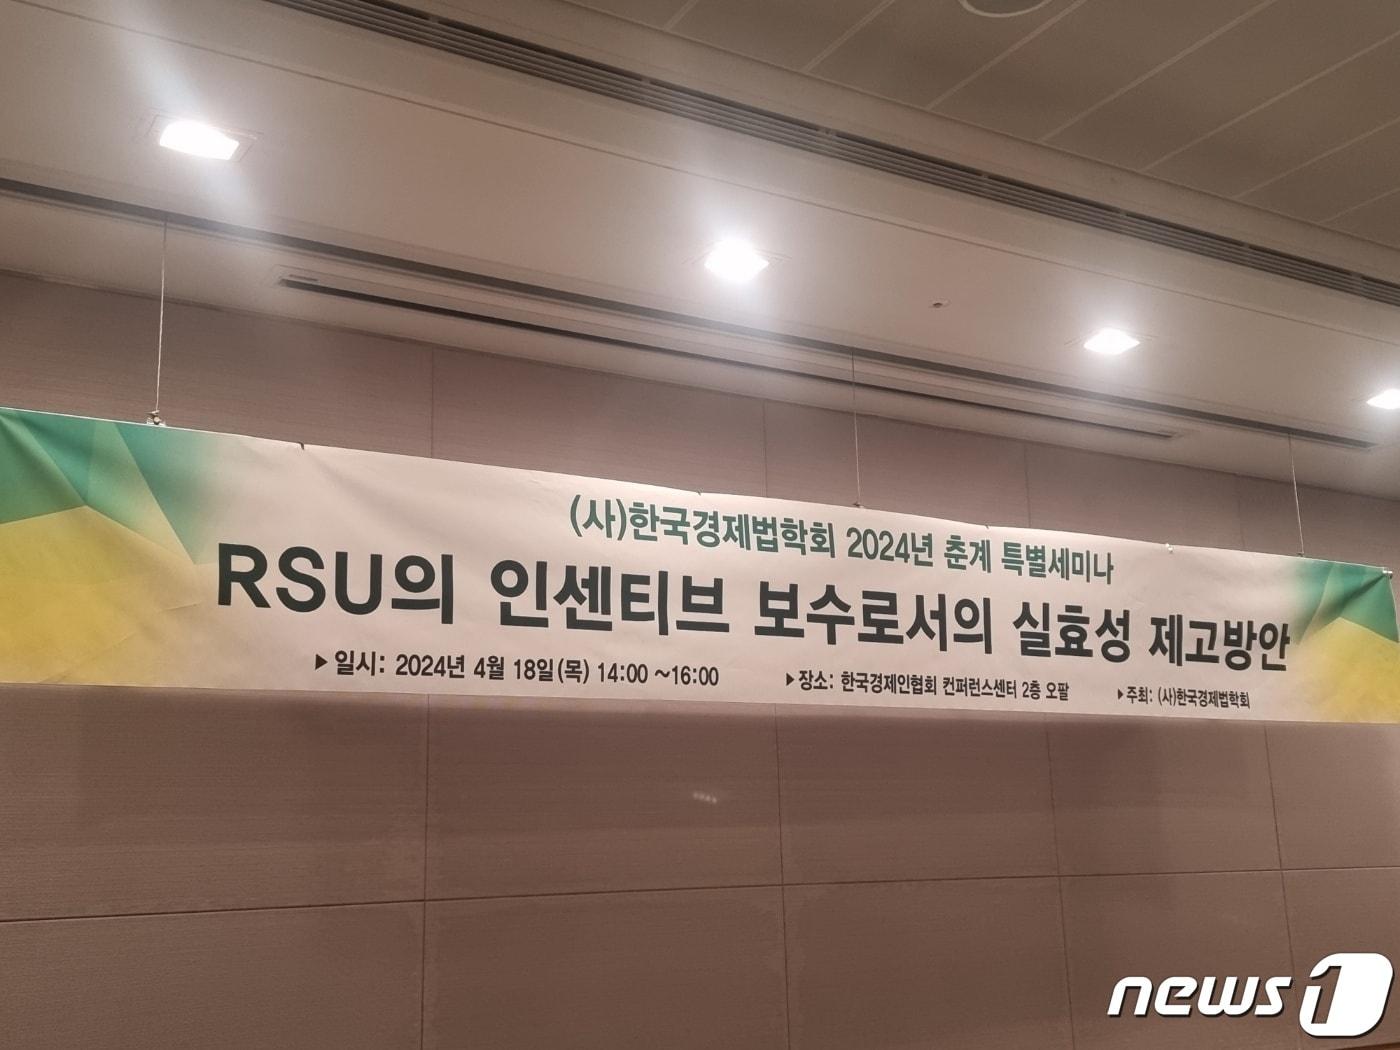 (사)한국경제법학회 2024년 춘계 특별세미나
RSU의 인센티브 보수로서의 실효성 제고방안
▶일시: 2024년 4월 18일(목) 14:00 ~16:00 ▶장소: 한국경제인협회 컨퍼런스센터 2층 오팔 ▶주최: (사)한국경제법학회
news1